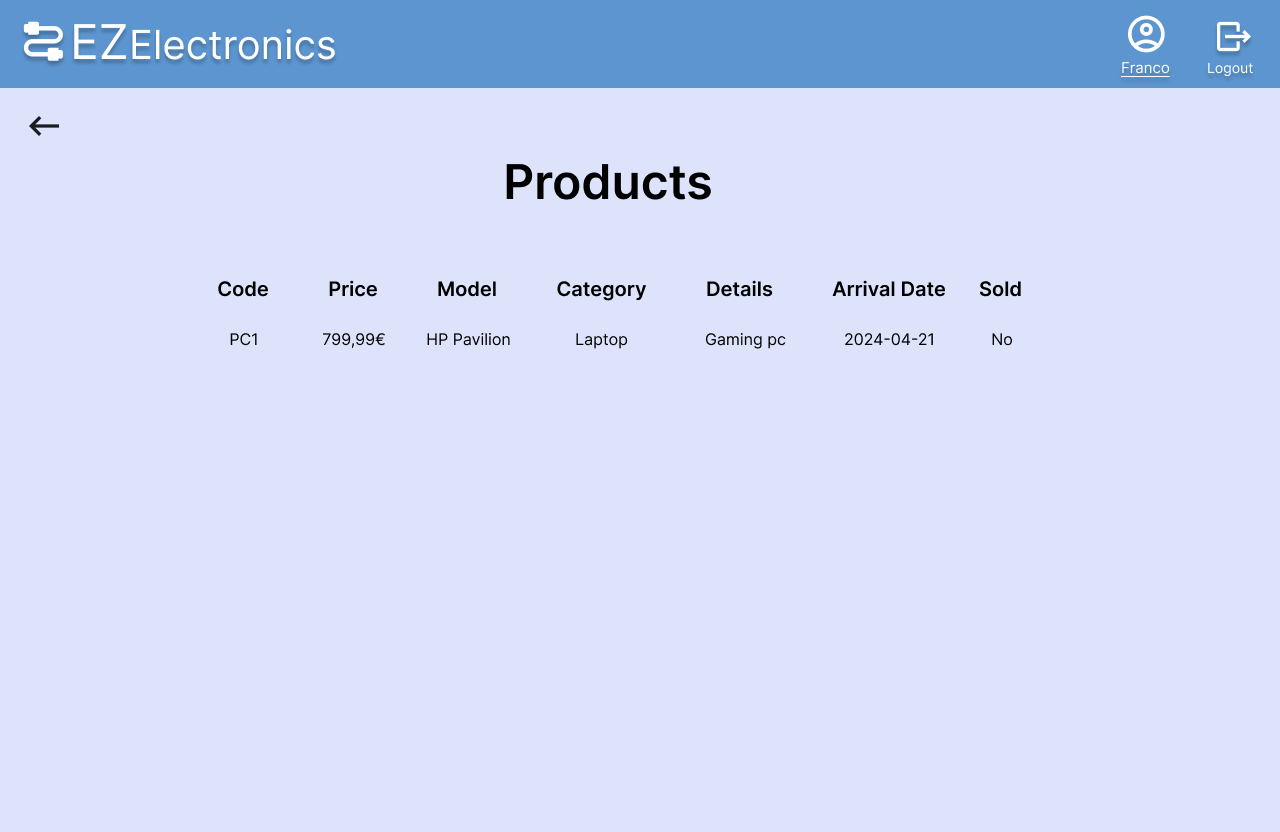 EZElectronics
Franco
Logout
Products
Code Price Model Category Details Arrival Date Sold
PC1 799,99€ HP Pavilion Laptop Gaming pc 2024-04-21 No